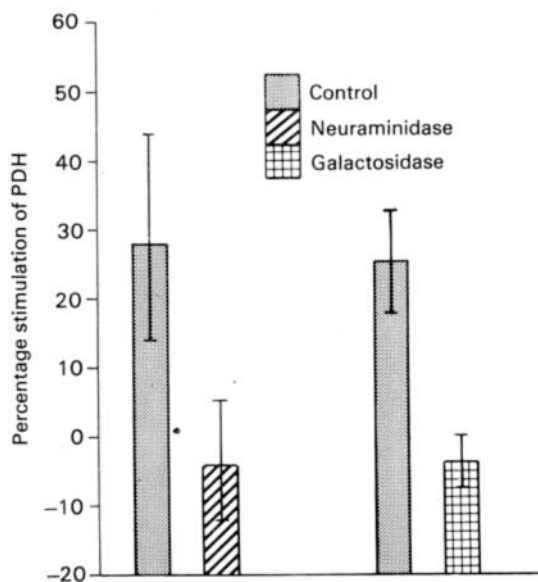 60
50
40
30
20
10
0
−10
−20
Percentage stimulation of PDH
Control
Neuraminidase
Galactosidase